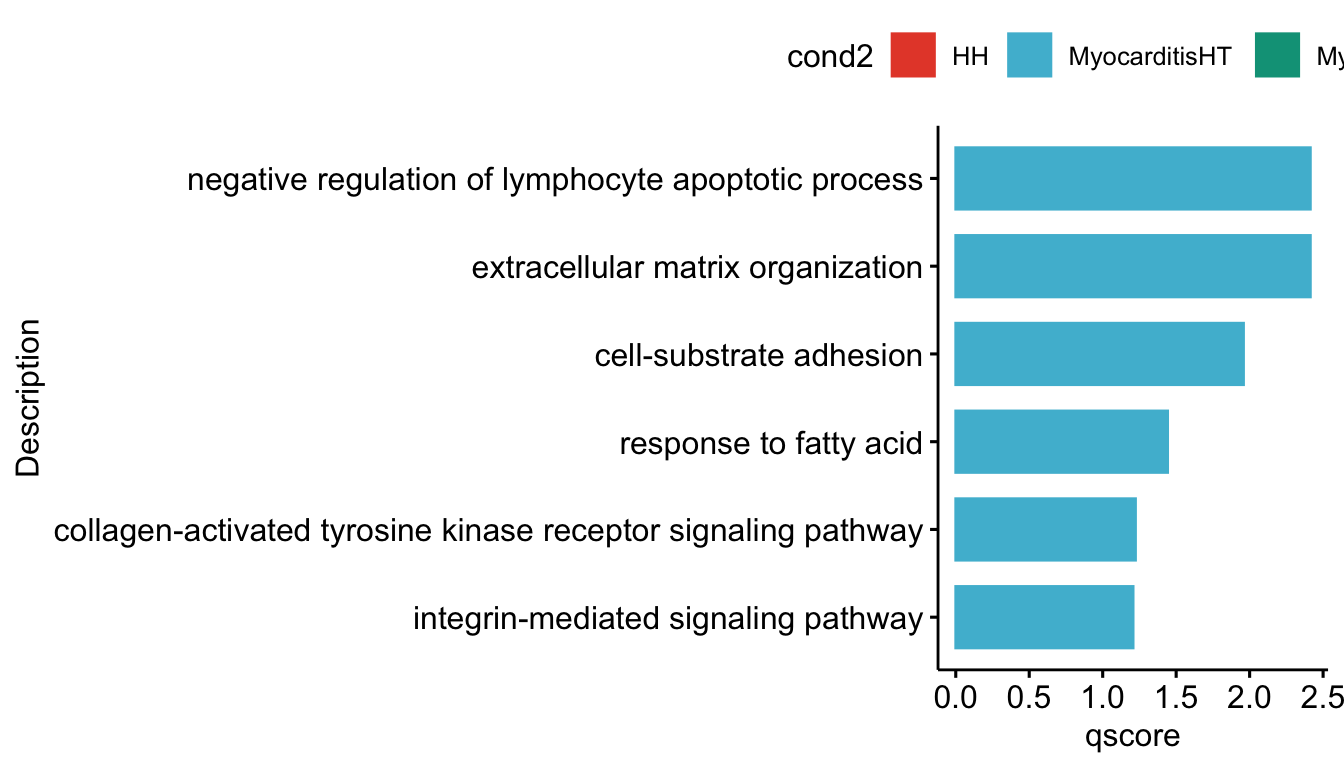 cond2 HH MyocarditisHT My
negative regulation of lymphocyte apoptotic process
extracellular matrix organization
cell-substrate adhesion
response to fatty acid
collagen-activated tyrosine kinase receptor signaling pathway
integrin-mediated signaling pathway
Description
0.0 0.5 1.0 1.5 2.0 2.5
qscore